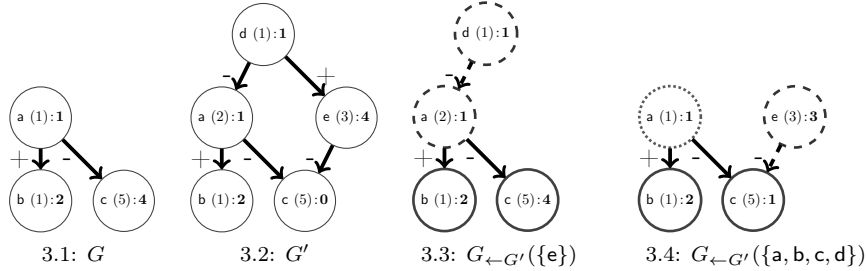 d (1):1
d (1):1
- +
-
a (1):1
a (2):1
e (3):4
a (2):1
a (1):1
e (3):3
+ -
+ - -
+ -
+ - -
b (1):2
c (5):4
b (1):2
c (5):0
b (1):2
c (5):4
b (1):2
c (5):1
3.1: G
3.2: G′
3.3: G←G′({e})
3.4: G←G′({a, b, c, d})